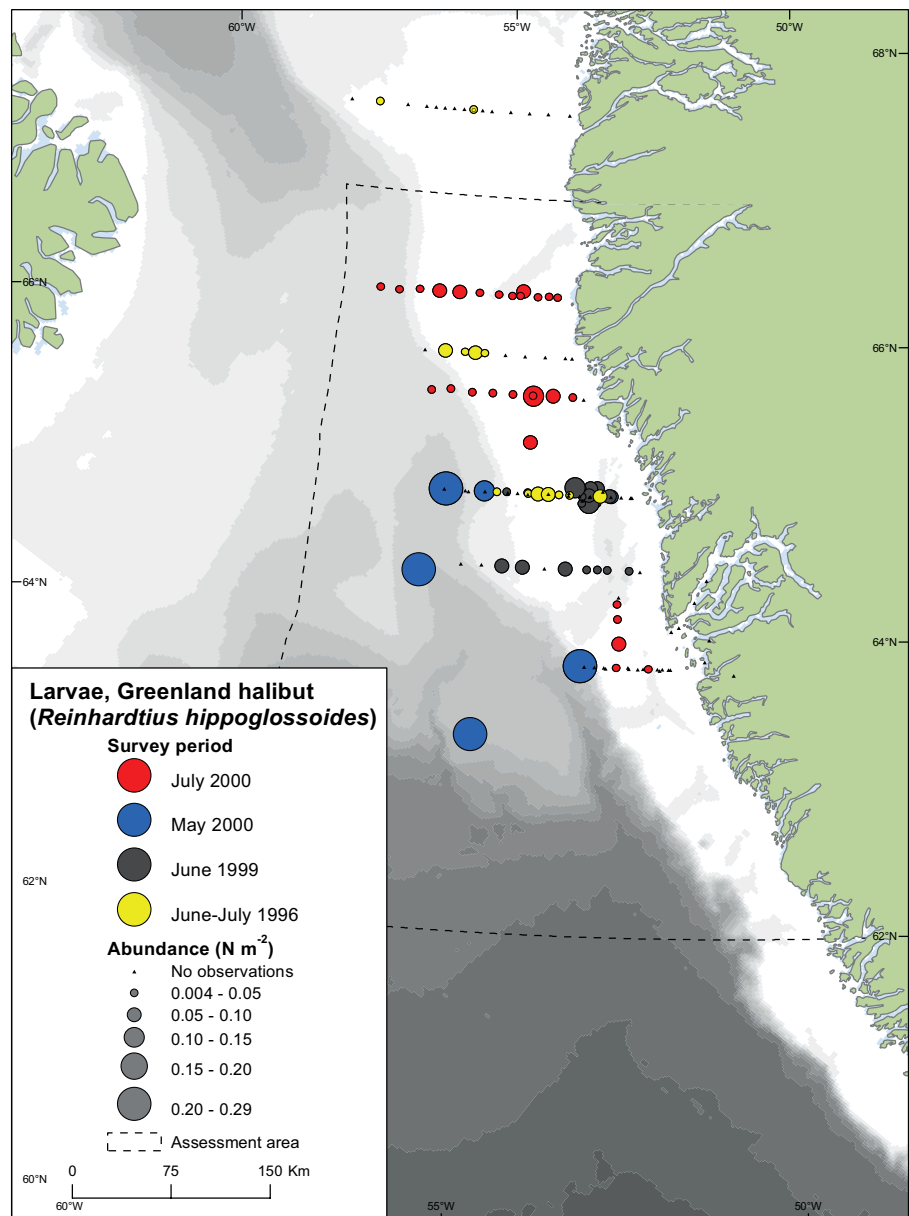 60°W 55°W 50°W
68°N
66°N
66°N
64°N
64°N
Larvae, Greenland halibut
(Reinhardtius hippoglossoides)
Survey period
July 2000
May 2000
June 1999
June-July 1996
Abundance (N m-2)
No observations
0.004 - 0.05
0.05 - 0.10
0.10 - 0.15
0.15 - 0.20
0.20 - 0.29
Assessment area
0 75 150 Km
62°N
62°N
60°N
60°W 55°W 50°W